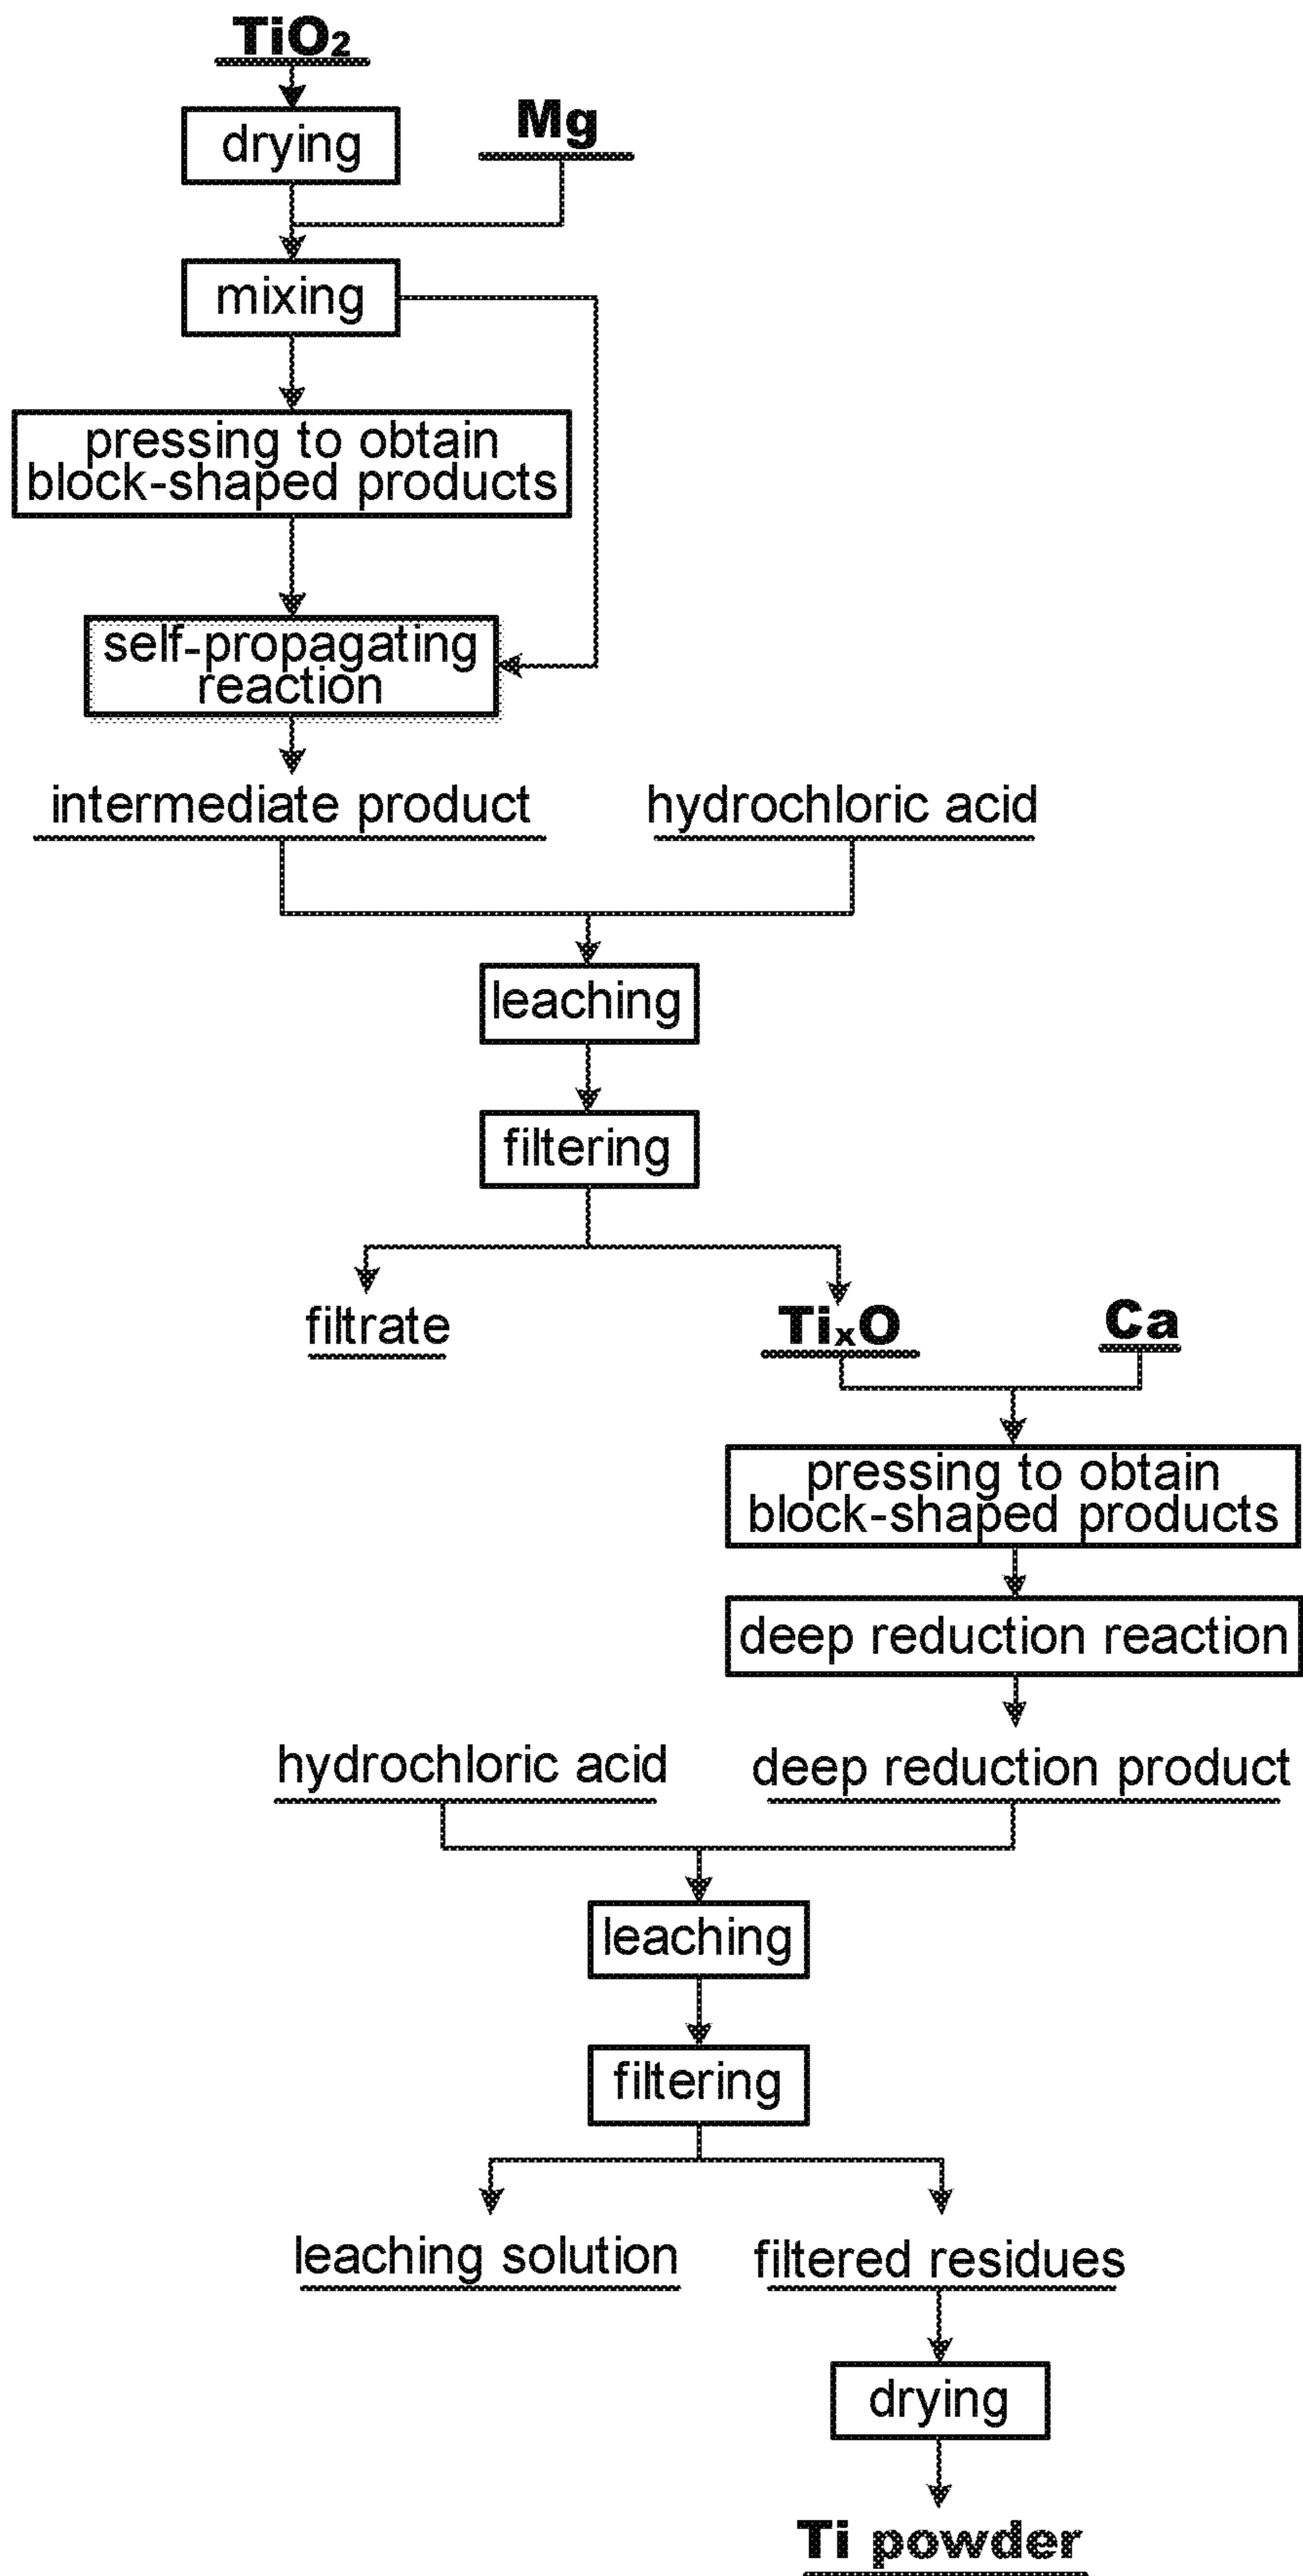 TiO₂
drying
Mg
mixing
pressing to obtain
block-shaped products
self-propagating
reaction
intermediate product
hydrochloric acid
leaching
filtering
filtrate
TiₓO
Ca
pressing to obtain
block-shaped products
deep reduction reaction
hydrochloric acid
deep reduction product
leaching
filtering
leaching solution
filtered residues
drying
Ti powder